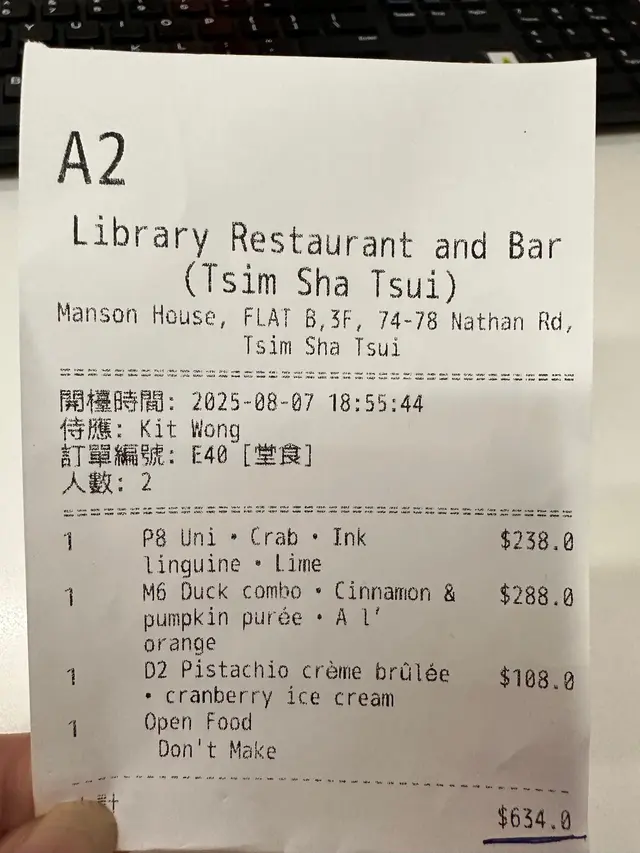 A2
Library Restaurant and Bar
(Tsim Sha Tsui)
Manson House, FLAT B,3F, 74-78 Nathan Rd,
Tsim Sha Tsui
開檯時間: 2025-08-07 18:55:44
侍應: Kit Wong
訂單編號: E40 [堂食]
人數: 2
1 P8 Uni • Crab • Ink $238.0
linguine • Lime
1 M6 Duck combo • Cinnamon & $288.0
pumpkin purée • A l'
orange
1 D2 Pistachio crème brûlée $108.0
• cranberry ice cream
1 Open Food
Don't Make
$634.0